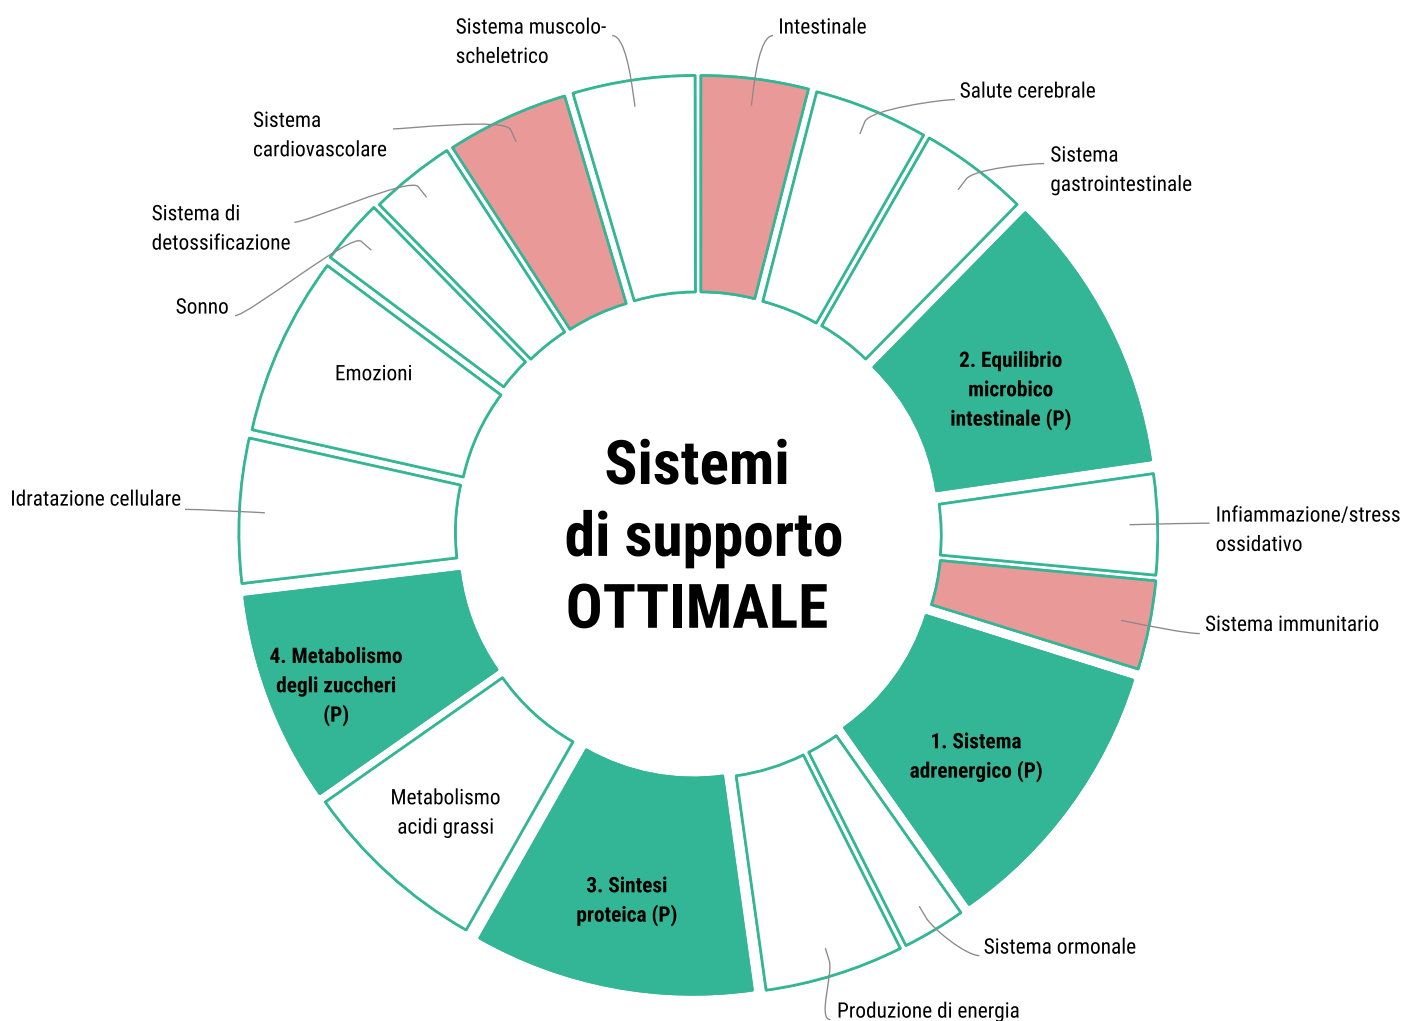 Sistema muscolo-
scheletrico
Intestinale
Salute cerebrale
Sistema
cardiovascolare
Sistema
gastrointestinale
Sistema di
detossificazione
Sonno
Emozioni
2. Equilibrio
microbico
intestinale (P)
Sistemi
di supporto
OTTIMALE
Idratazione cellulare
Infiammazione/stress
ossidativo
Sistema immunitario
4. Metabolismo
degli zuccheri
(P)
1. Sistema
adrenergico (P)
Metabolismo
acidi grassi
3. Sintesi
proteica (P)
Sistema ormonale
Produzione di energia